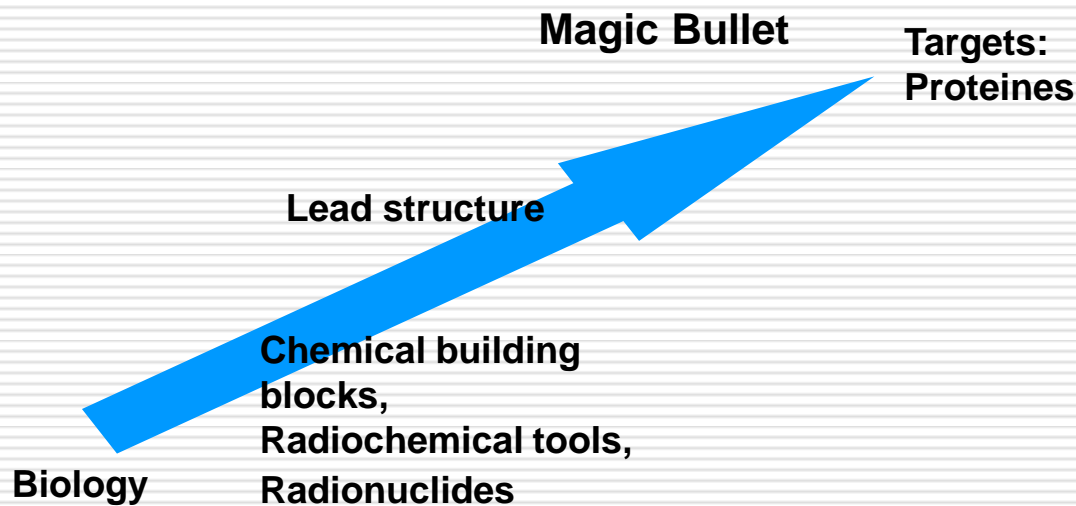 Magic Bullet
Targets:
Proteines
Lead structure
Chemical building
blocks,
Radiochemical tools,
Radionuclides
Biology